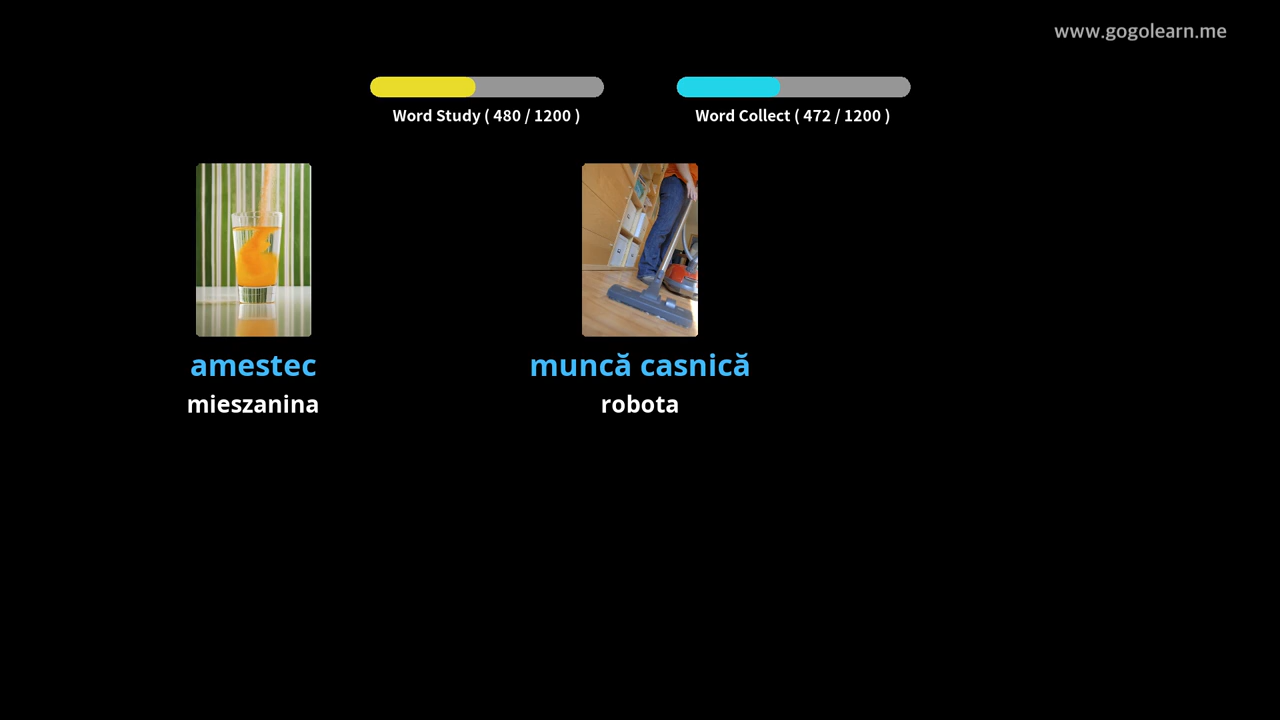 www.gogolearn.me
Word Study ( 480 / 1200 )
Word Collect ( 472 / 1200 )
amestec
muncă casnică
mieszanina
robota